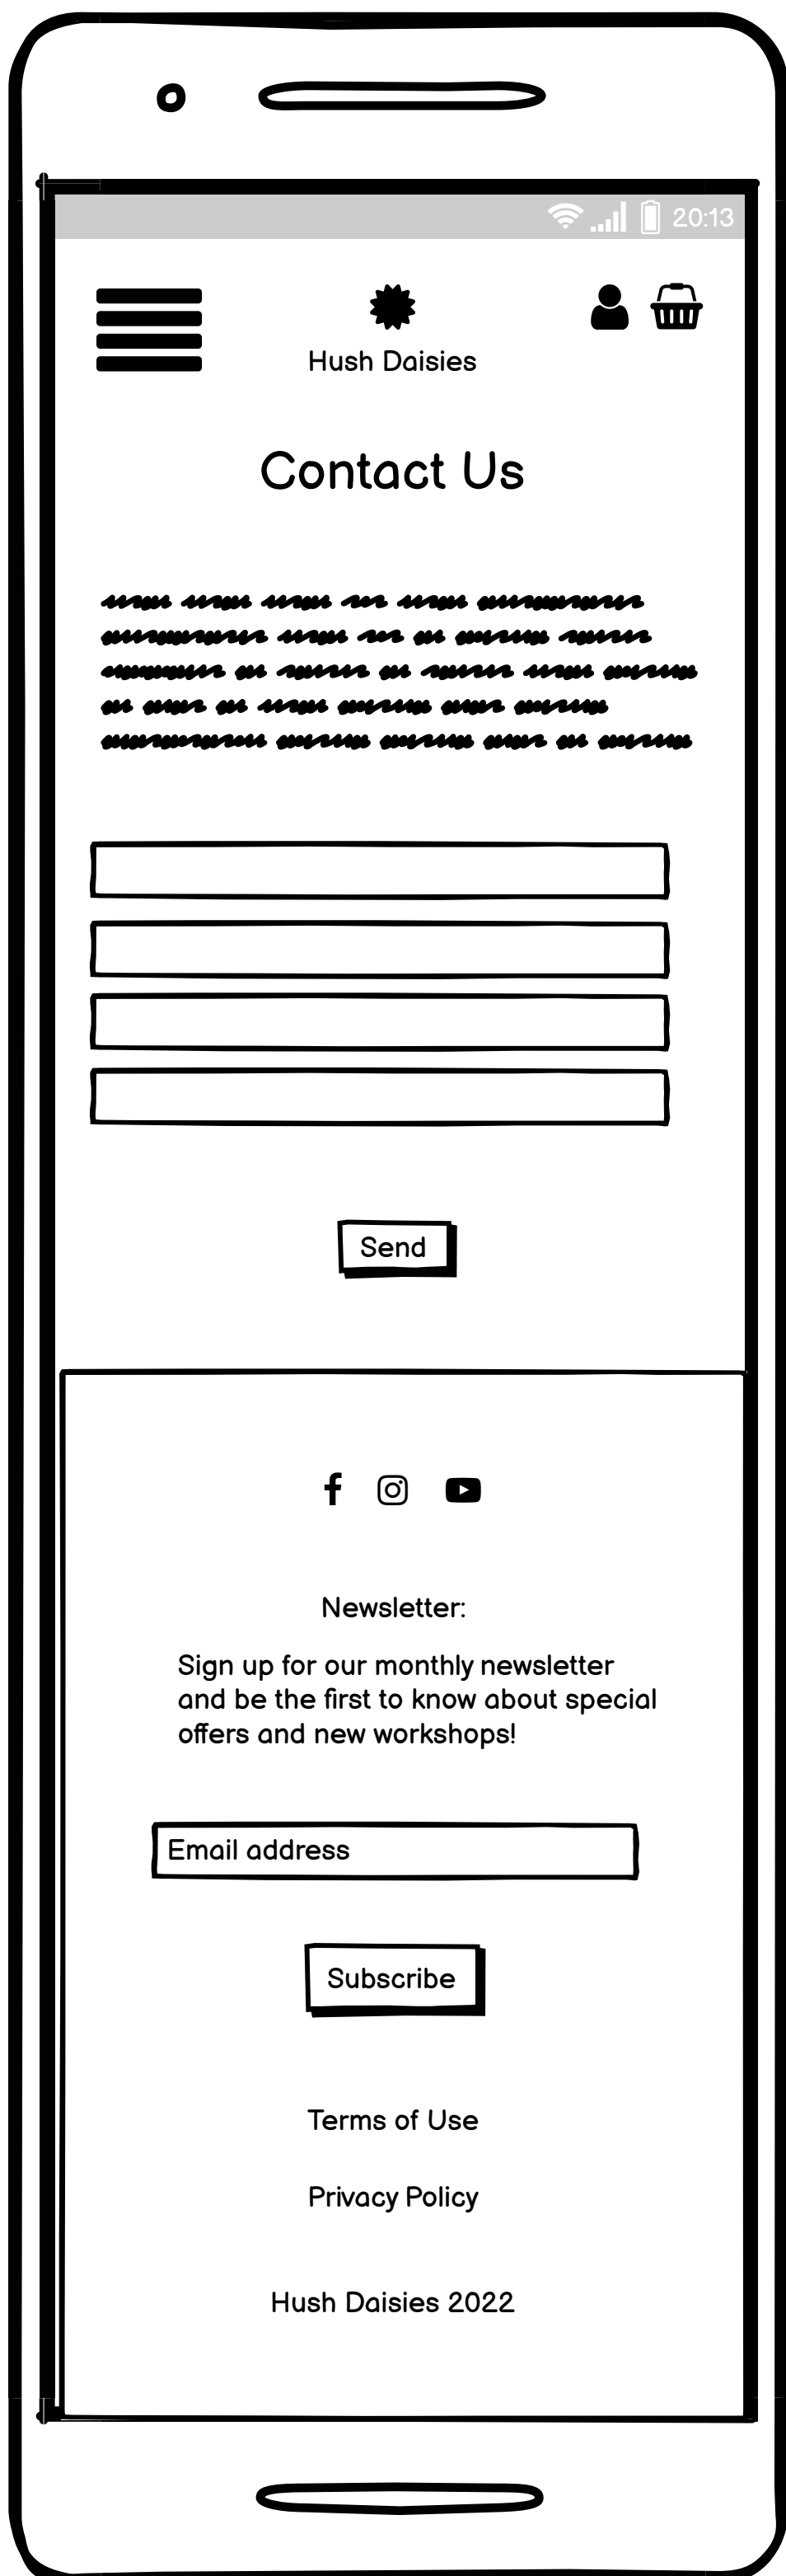 20:13
Hush Daisies
Contact Us
Send
Newsletter:
Sign up for our monthly newsletter
and be the first to know about special
offers and new workshops!
Email address
Subscribe
Terms of Use
Privacy Policy
Hush Daisies 2022